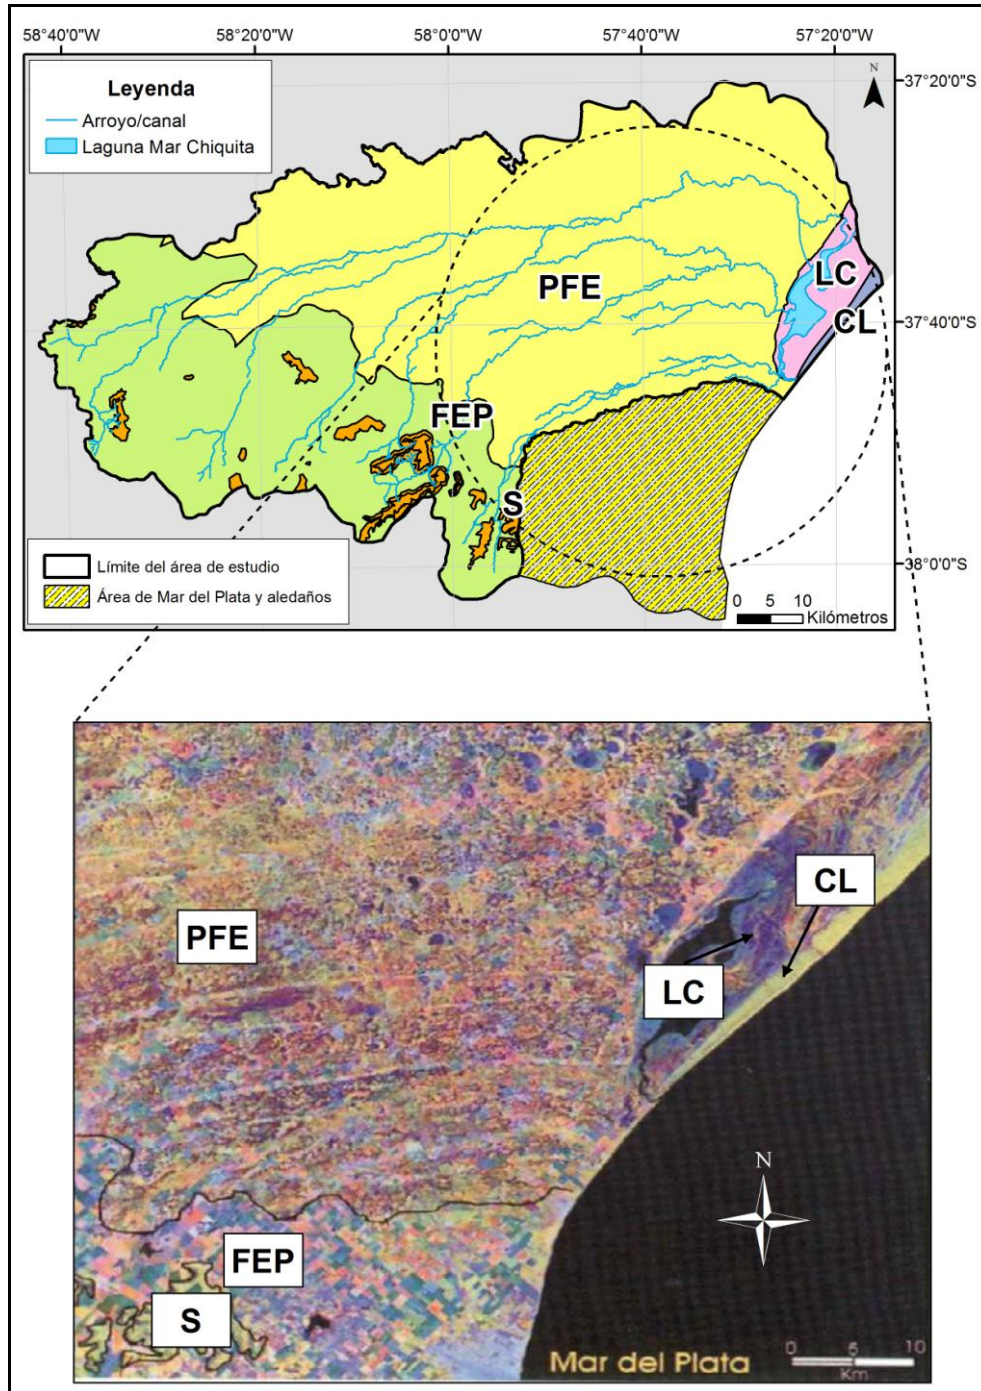 58°40'0"W 58°20'0"W 58°0'0"W 57°40'0"W 57°20'0"W
37°20'0"S
N
Leyenda
Arroyo/canal
Laguna Mar Chiquita
PFE
LC
CL
37°40'0"S
FEP
S
38°0'0"S
Límite del área de estudio
Área de Mar del Plata y aledaños
0 5 10
Kilómetros
CL
PFE
LC
N
FEP
S
Mar del Plata
0 5 10
Km